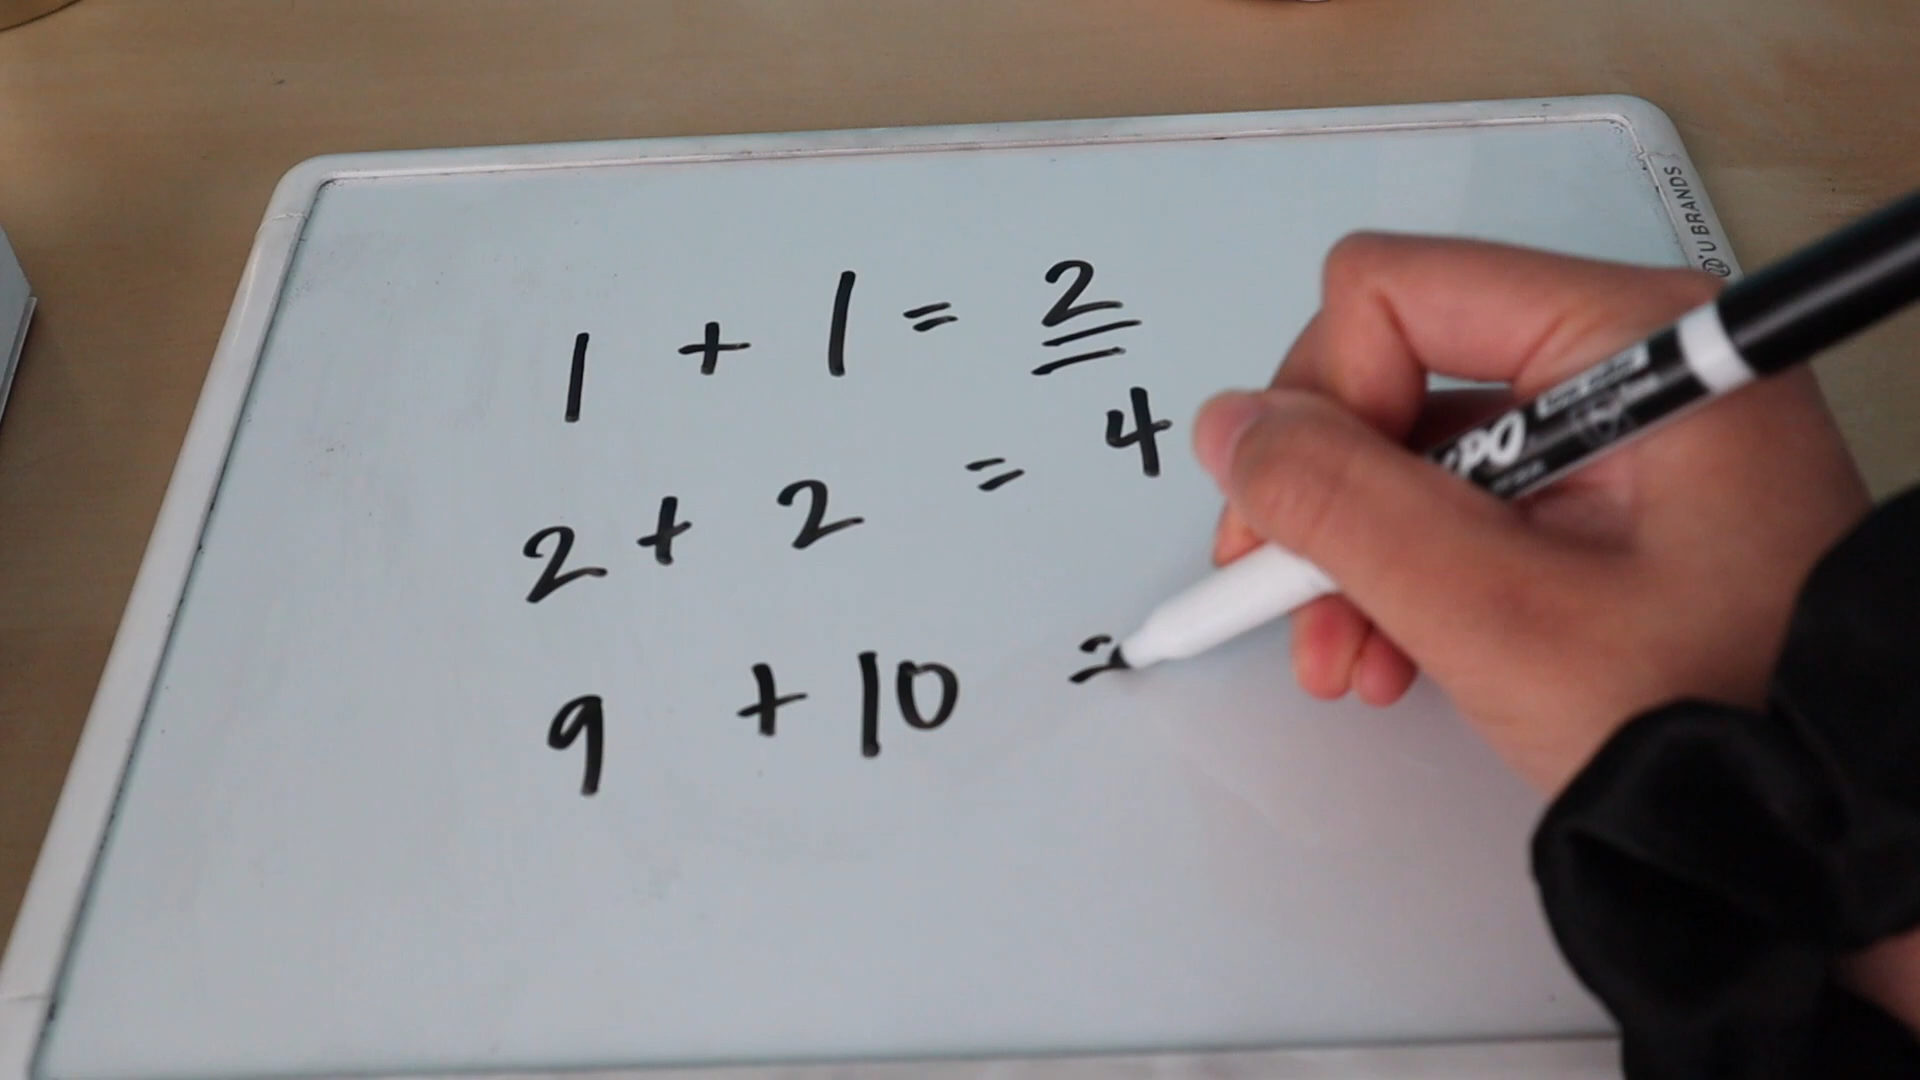 1 + 1 = 2
2 + 2 = 4
9 + 10 =
U BRANDS